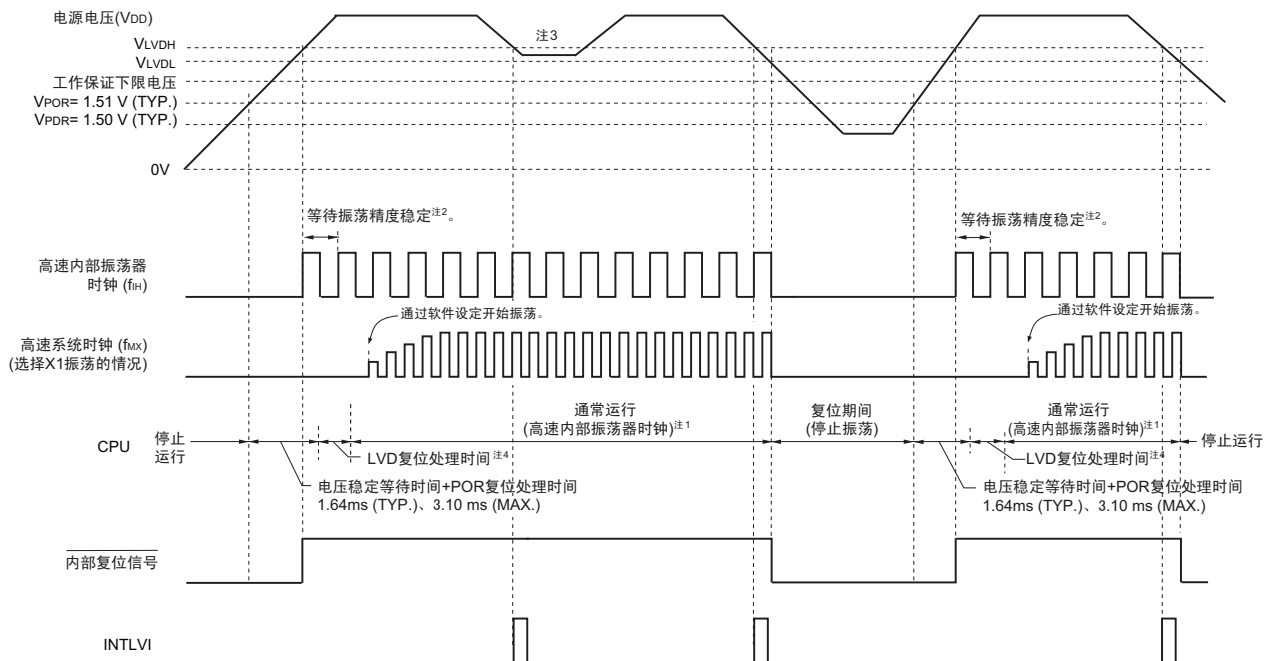 电源电压(VDD)
注3
VLVDH
VLVDL
工作保证下限电压
VPOR= 1.51 V (TYP.)
VPDR= 1.50 V (TYP.)
0V
等待振荡精度稳定注2。
等待振荡精度稳定注2。
高速内部振荡器
时钟 (fIH)
通过软件设定开始振荡。
通过软件设定开始振荡。
高速系统时钟 (fMX)
(选择X1振荡的情况)
CPU
停止
运行
通常运行
(高速内部振荡器时钟)注1
复位期间
(停止振荡)
通常运行
(高速内部振荡器时钟)注1
停止运行
LVD复位处理时间注4
LVD复位处理时间注4
电压稳定等待时间+POR复位处理时间
1.64ms (TYP.)、3.10 ms (MAX.)
电压稳定等待时间+POR复位处理时间
1.64ms (TYP.)、3.10 ms (MAX.)
内部复位信号
INTLVI